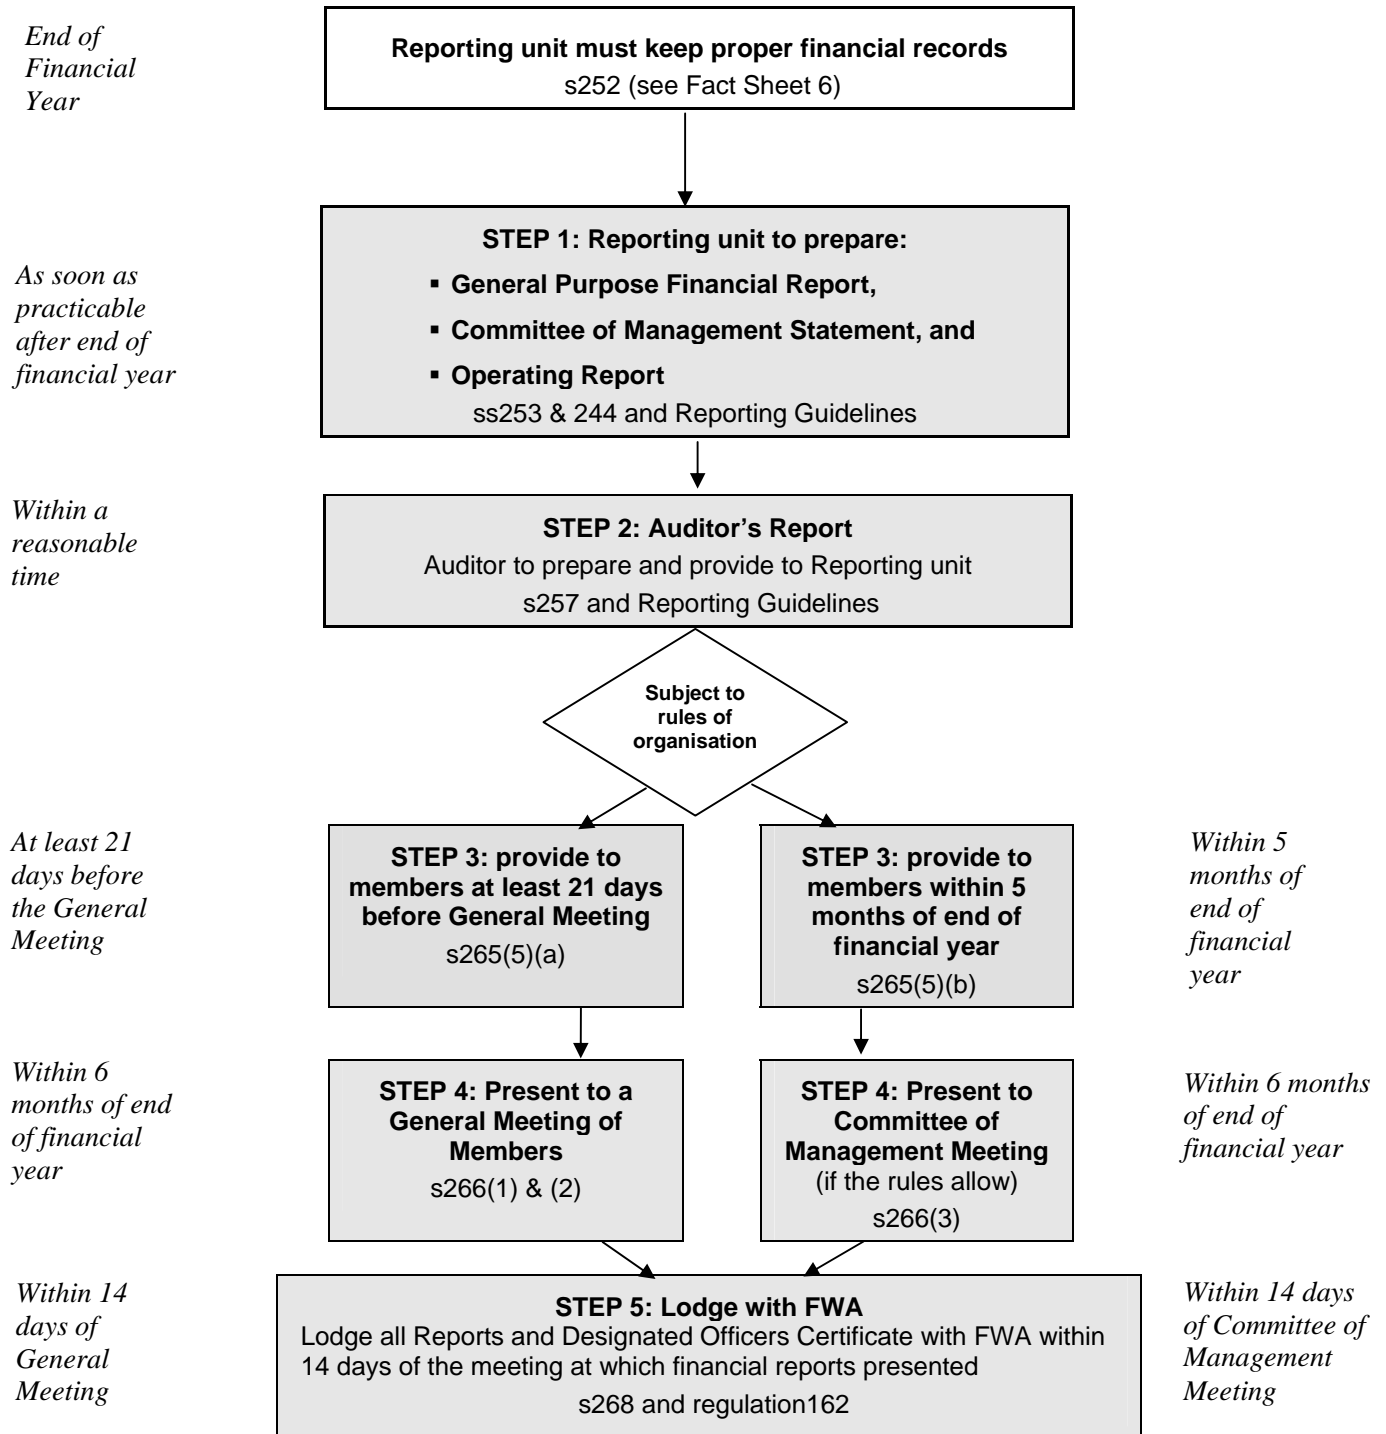 End of
Financial
Year
Reporting unit must keep proper financial records
s252 (see Fact Sheet 6)
As soon as
practicable
after end of
financial year
STEP 1: Reporting unit to prepare:
▪ General Purpose Financial Report,
▪ Committee of Management Statement, and
▪ Operating Report
ss253 & 244 and Reporting Guidelines
Within a
reasonable
time
STEP 2: Auditor’s Report
Auditor to prepare and provide to Reporting unit
s257 and Reporting Guidelines
Subject to
rules of
organisation
At least 21
days before
the General
Meeting
STEP 3: provide to
members at least 21 days
before General Meeting
s265(5)(a)
STEP 3: provide to
members within 5
months of end of
financial year
s265(5)(b)
Within 5
months of
end of
financial
year
Within 6
months of end
of financial
year
STEP 4: Present to a
General Meeting of
Members
s266(1) & (2)
STEP 4: Present to
Committee of
Management Meeting
(if the rules allow)
s266(3)
Within 6 months
of end of
financial year
Within 14
days of
General
Meeting
STEP 5: Lodge with FWA
Lodge all Reports and Designated Officers Certificate with FWA within
14 days of the meeting at which financial reports presented
s268 and regulation162
Within 14 days
of Committee of
Management
Meeting